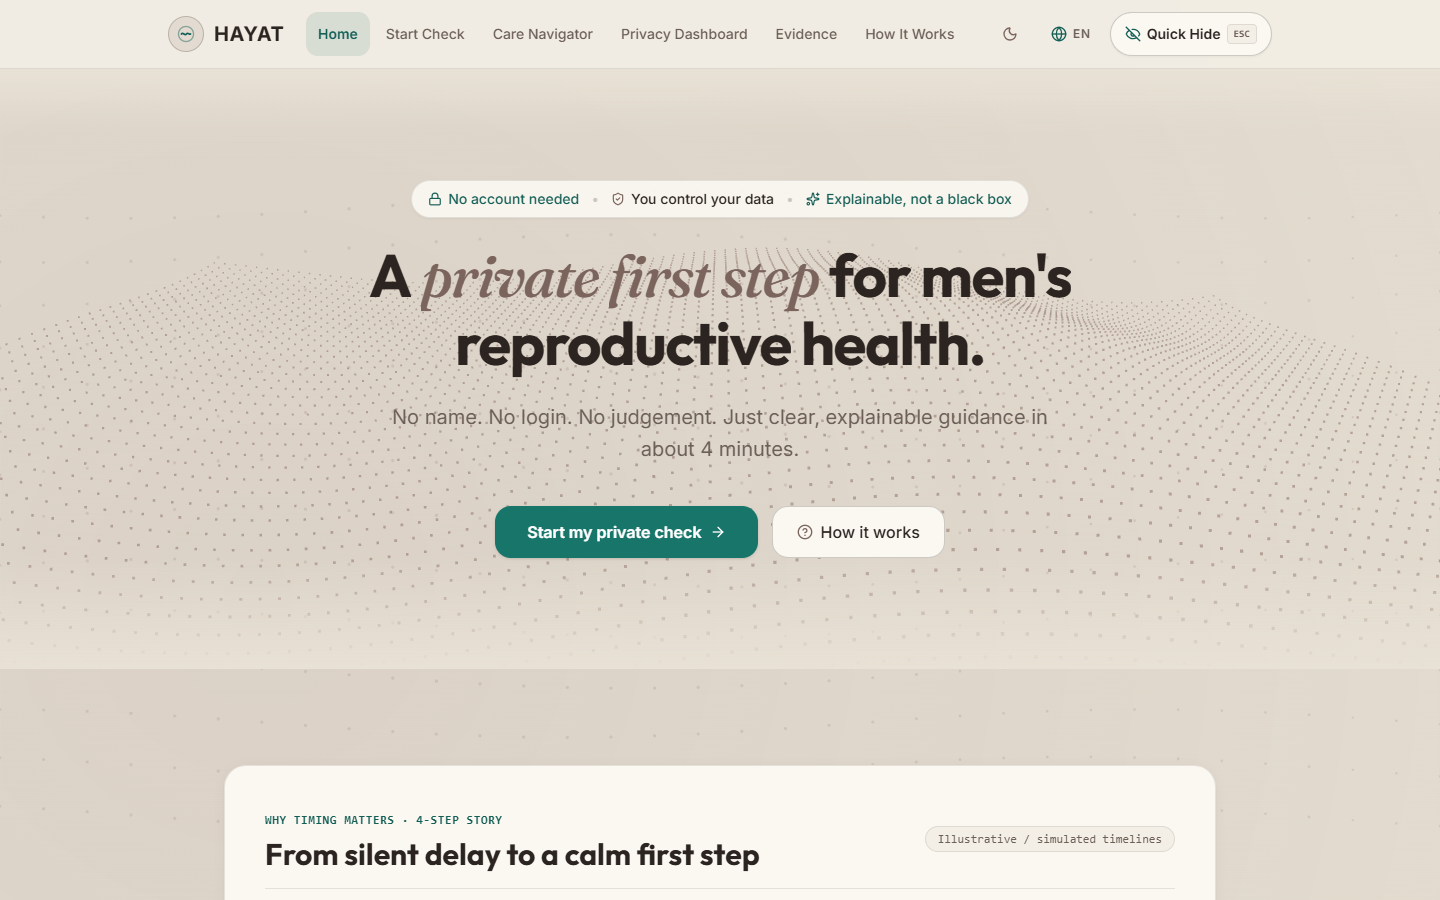 HAYAT
Home
Start Check
Care Navigator
Privacy Dashboard
Evidence
How It Works
EN
Quick Hide ESC
No account needed • You control your data • Explainable, not a black box
A private first step for men's
reproductive health.
No name. No login. No judgement. Just clear, explainable guidance in
about 4 minutes.
Start my private check →
How it works
WHY TIMING MATTERS · 4-STEP STORY
Illustrative / simulated timelines
From silent delay to a calm first step